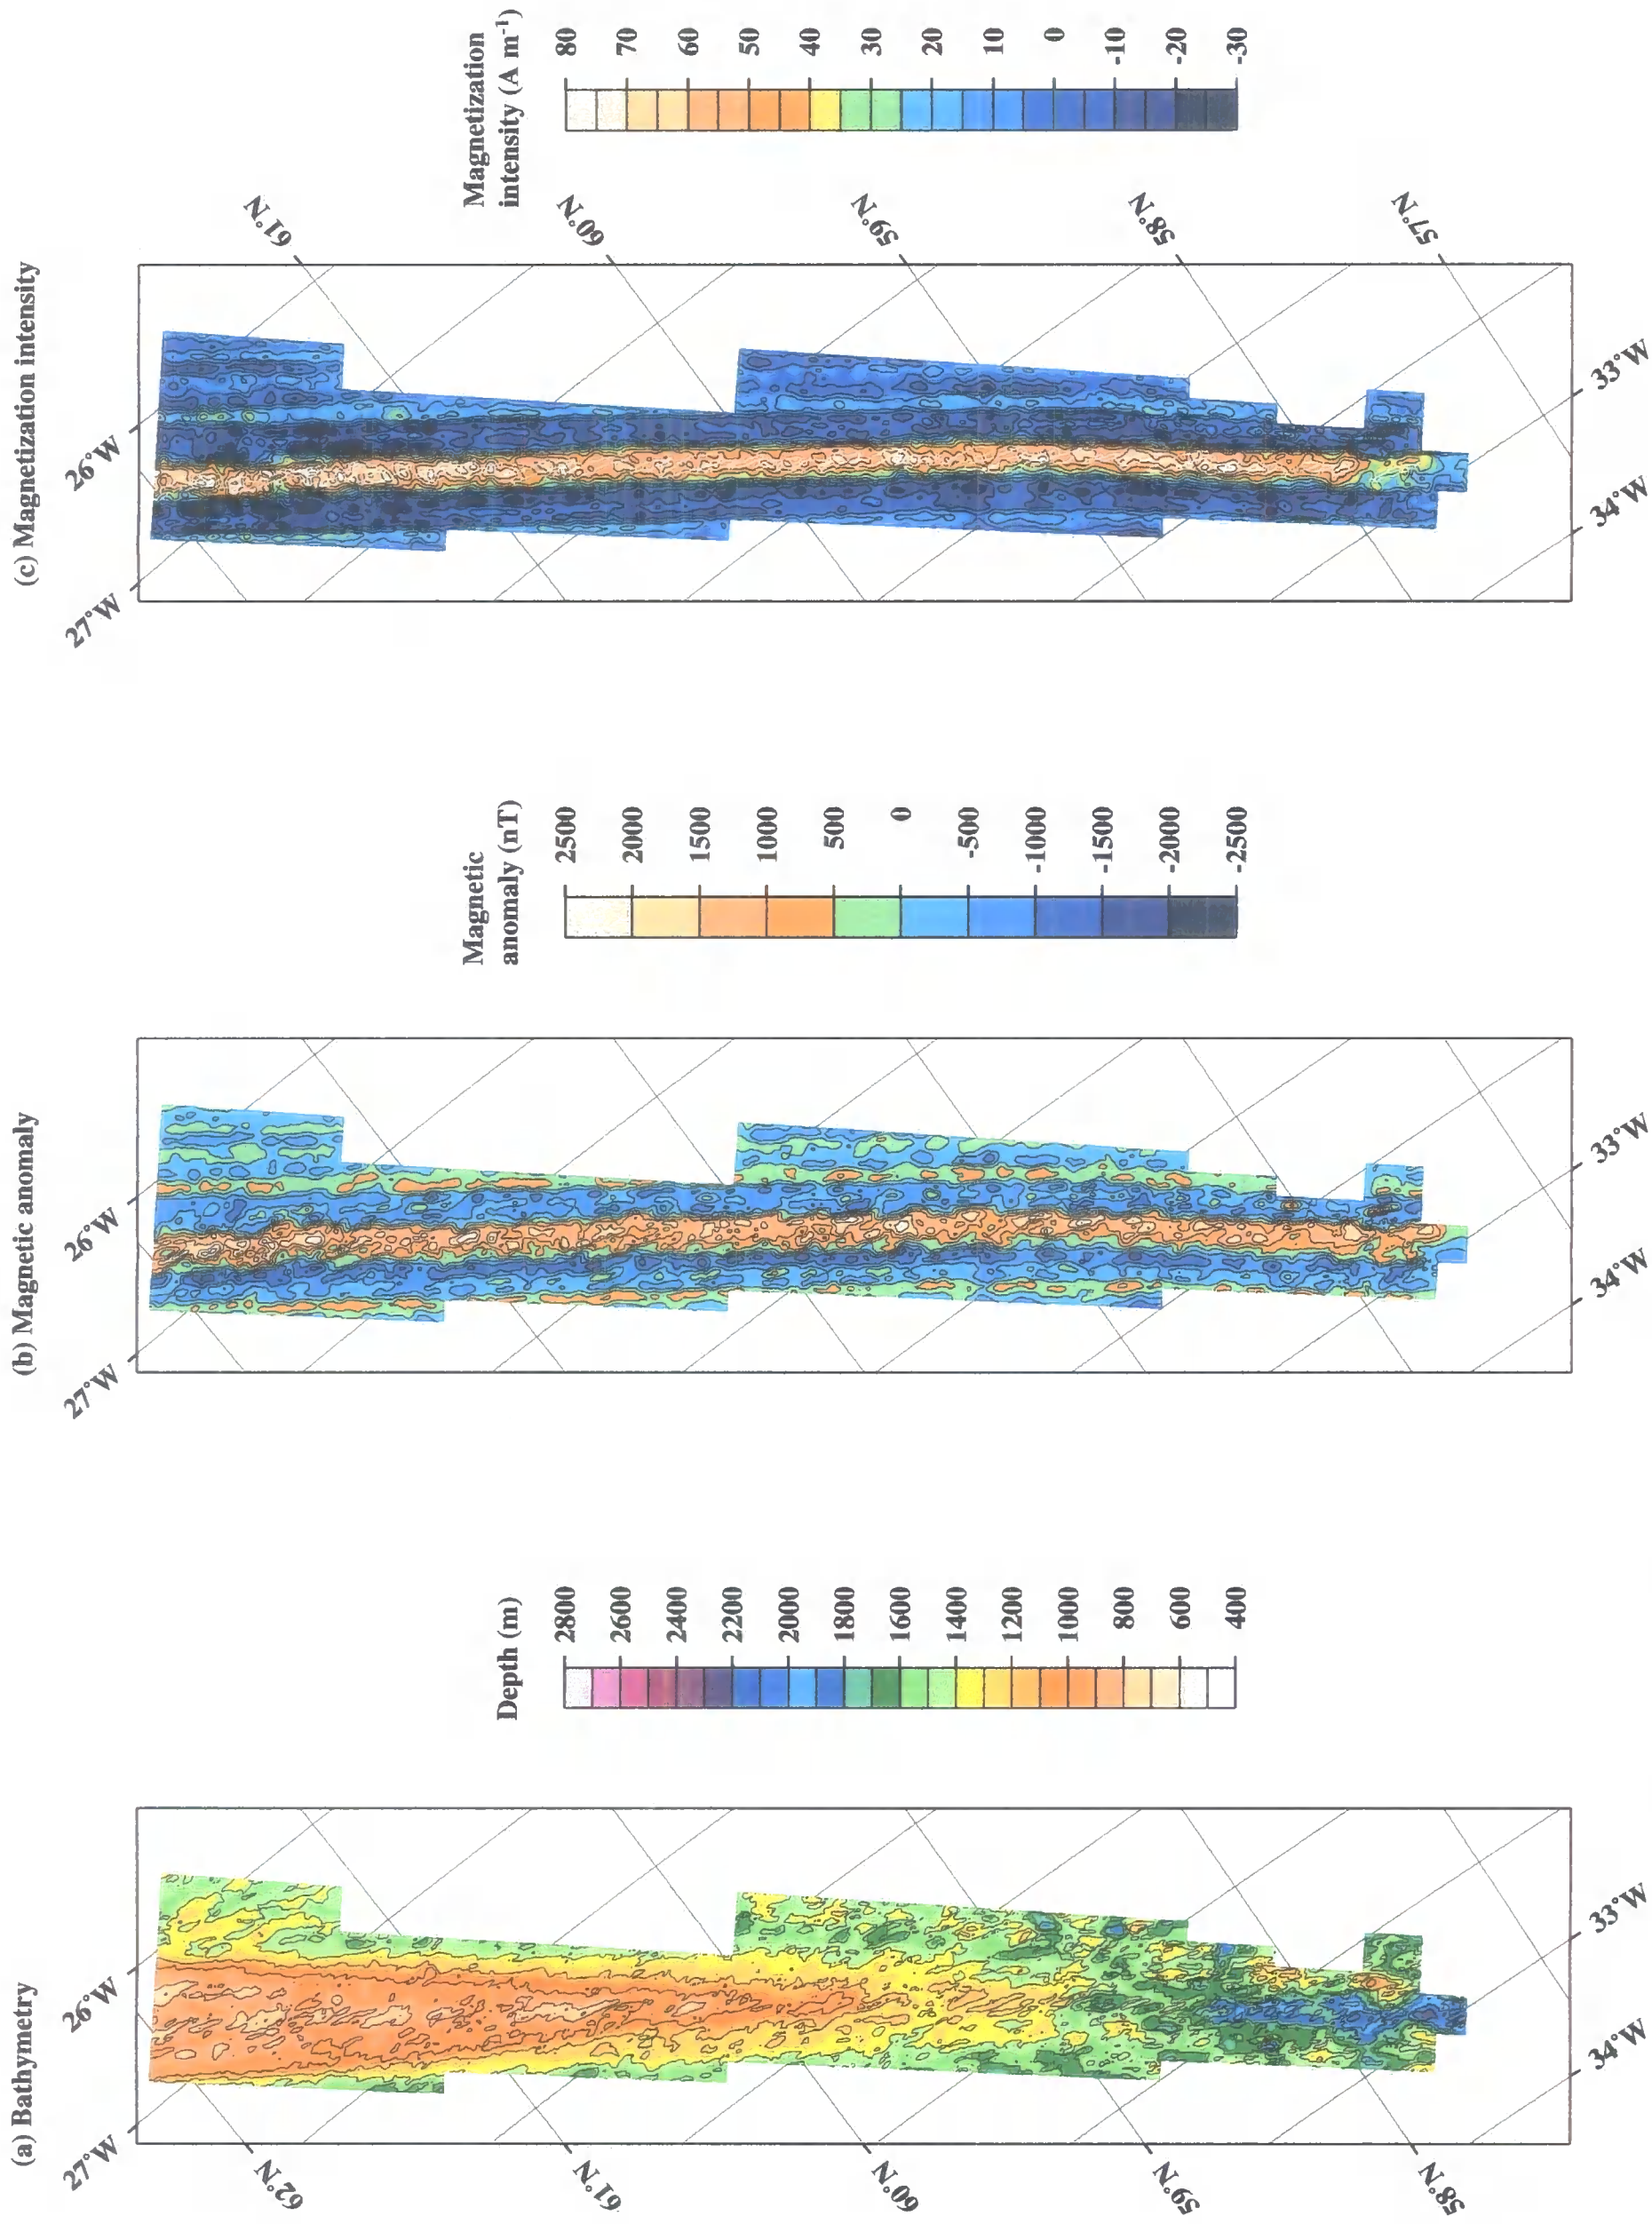 (a) Bathymetry
27°W
26°W
62°N
61°N
60°N
59°N
58°N
34°W
33°W
Depth (m)
2800
2600
2400
2200
2000
1800
1600
1400
1200
1000
800
600
400
(b) Magnetic anomaly
27°W
26°W
34°W
33°W
Magnetic
anomaly (nT)
2500
2000
1500
1000
500
0
-500
-1000
-1500
-2000
-2500
(c) Magnetization intensity
27°W
26°W
61°N
60°N
59°N
58°N
57°N
34°W
33°W
Magnetization
intensity (A m⁻¹)
80
70
60
50
40
30
20
10
0
-10
-20
-30